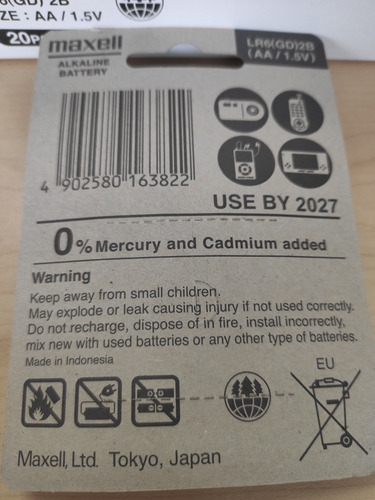 6(GD) 2B
ZE : AA / 1.5V
maxell
ALKALINE
BATTERY
LR6(GD)2B
(AA / 1.5V)
4 902580 163822
USE BY 2027
0% Mercury and Cadmium added
Warning
Keep away from small children.
May explode or leak causing injury if not used correctly.
Do not recharge, dispose of in fire, install incorrectly,
mix new with used batteries or any other type of batteries.
Made in Indonesia
EU
Maxell, Ltd. Tokyo, Japan